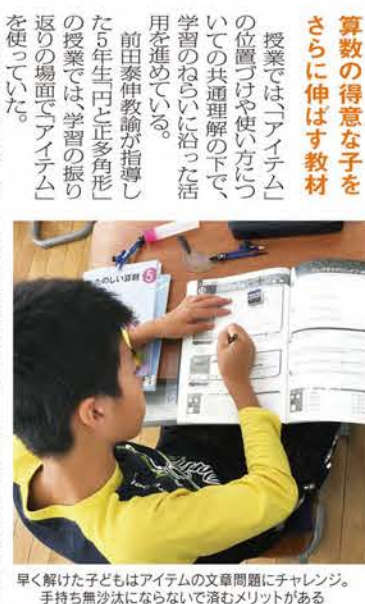 算数の得意な子を
さらに伸ばす教材
授業では、「アイテム」
の位置づけや使い方につ
いての共通理解の下で、
学習のねらいに沿った活
用を進めている。
前田泰伸教諭が指導し
た5年生「円と正多角形」
の授業では、学習の振り
返りの場面で「アイテム」
を使っていた。
たのしい算数 5
早く解けた子どもはアイテムの文章問題にチャレンジ。
手持ち無沙汰にならないで済むメリットがある